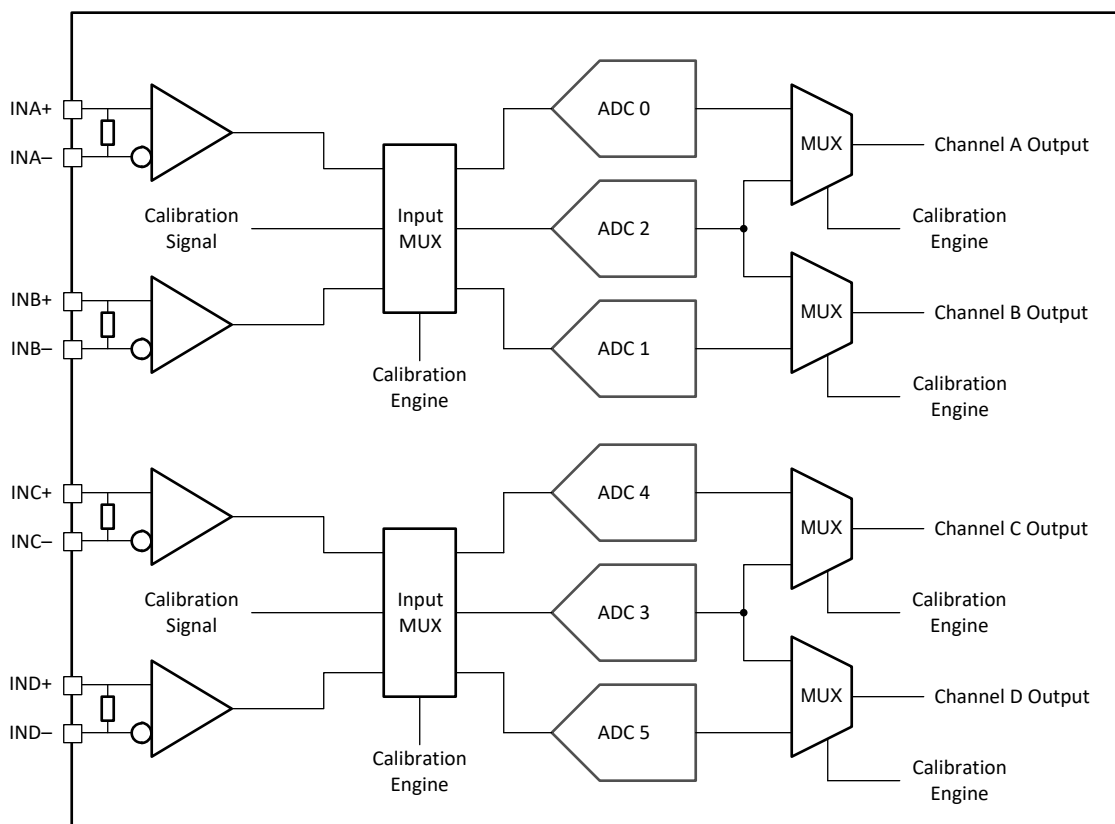 INA+
INA–
Calibration
Signal
INB+
INB–
Input
MUX
Calibration
Engine
ADC 0
ADC 2
ADC 1
MUX
Channel A Output
Calibration
Engine
MUX
Channel B Output
Calibration
Engine
INC+
INC–
Calibration
Signal
IND+
IND–
Input
MUX
Calibration
Engine
ADC 4
ADC 3
ADC 5
MUX
Channel C Output
Calibration
Engine
MUX
Channel D Output
Calibration
Engine